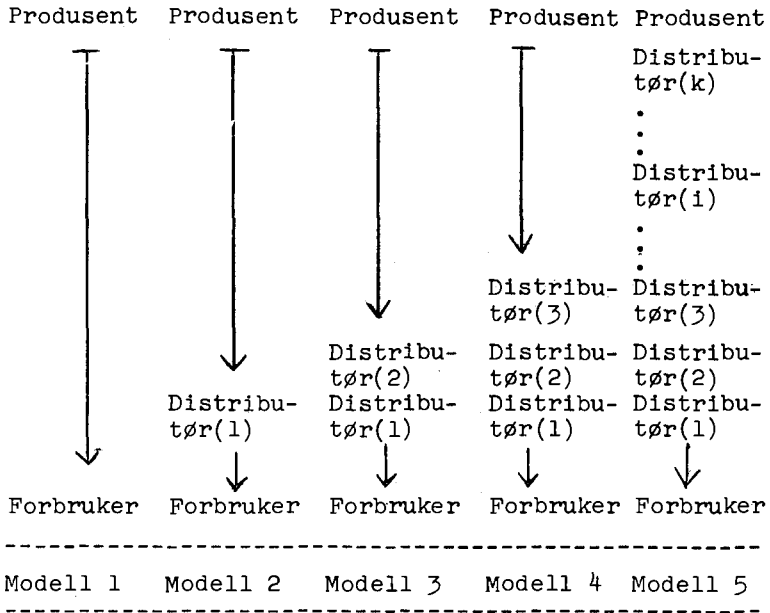 Produsent Produsent Produsent Produsent Produsent
Distribu-
tør(k)
Distribu-
tør(i)
Distribu- Distribu-
tør(3) tør(3)
Distribu- Distribu- Distribu-
tør(2) tør(2) tør(2)
Distribu- Distribu- Distribu- Distribu-
tør(1) tør(1) tør(1) tør(1)
Forbruker Forbruker Forbruker Forbruker Forbruker
Modell 1 Modell 2 Modell 3 Modell 4 Modell 5